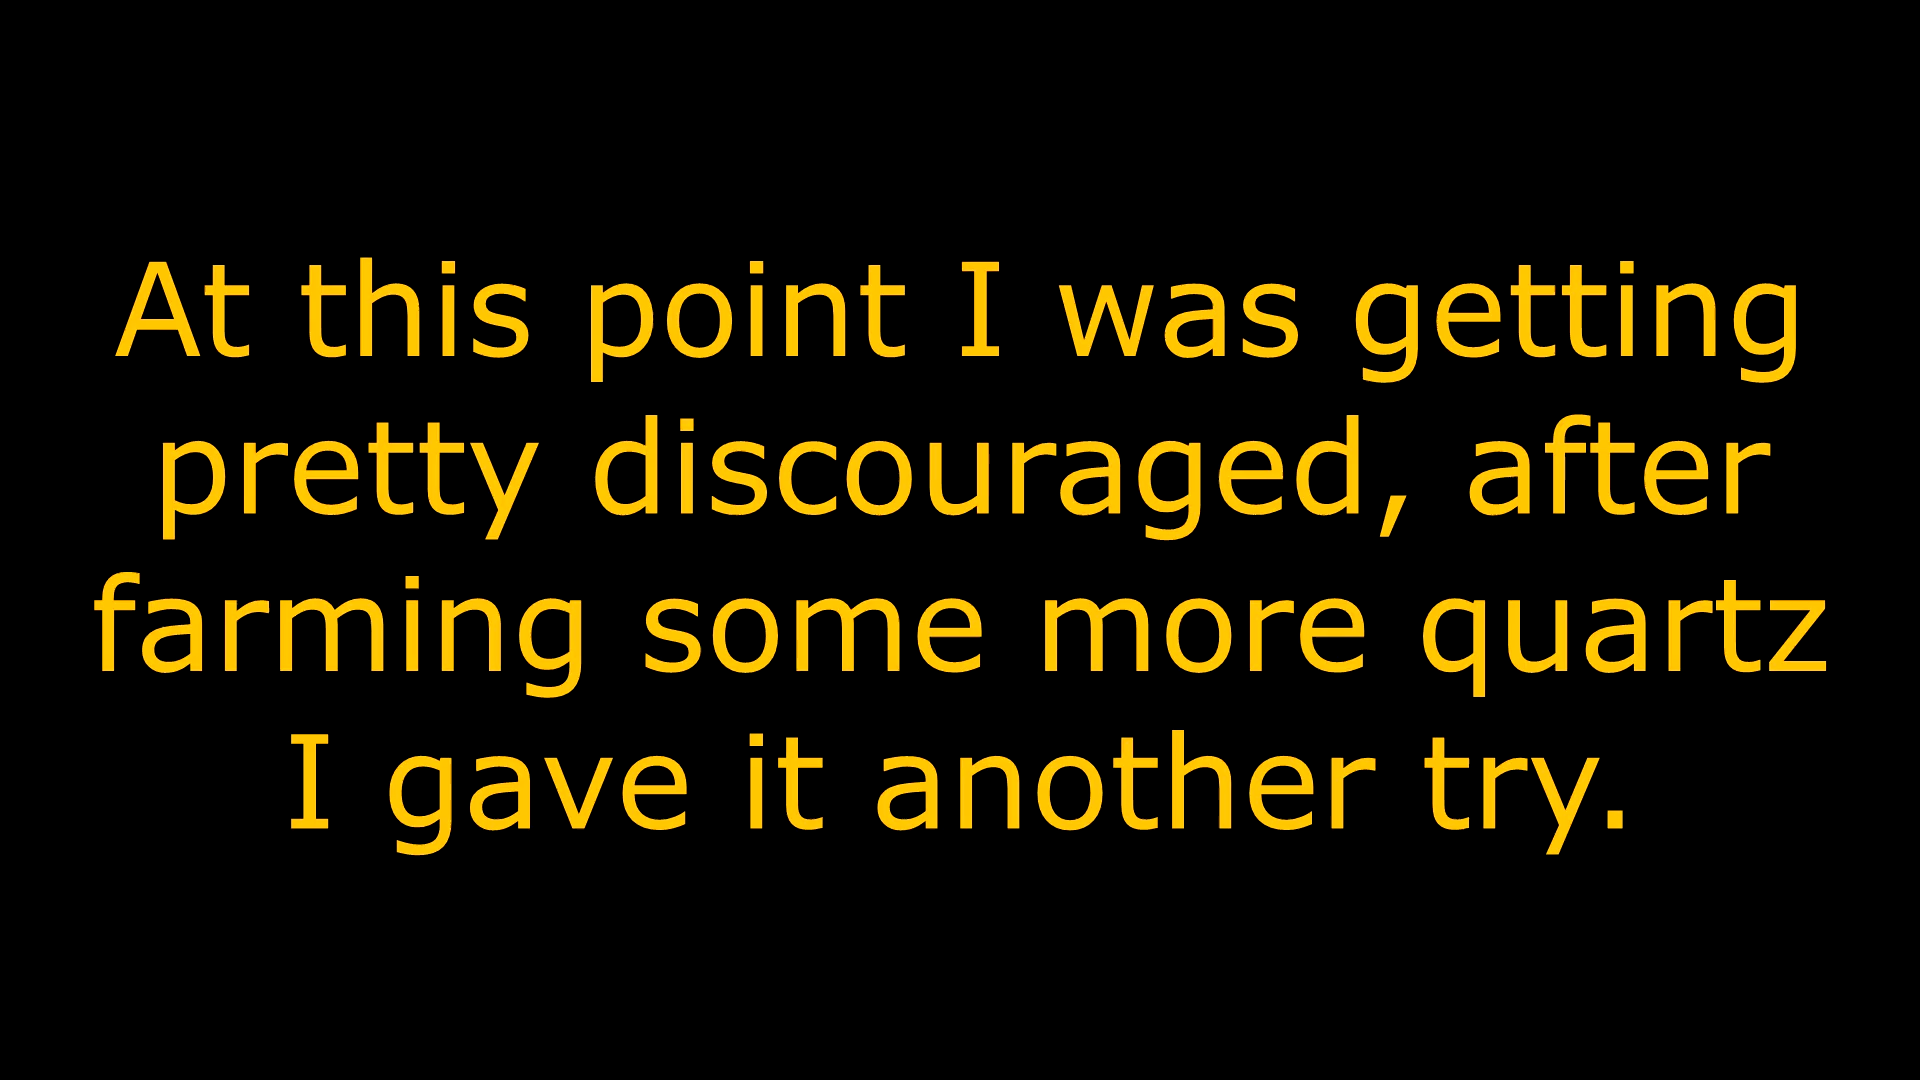 At this point I was getting
pretty discouraged, after
farming some more quartz
I gave it another try.